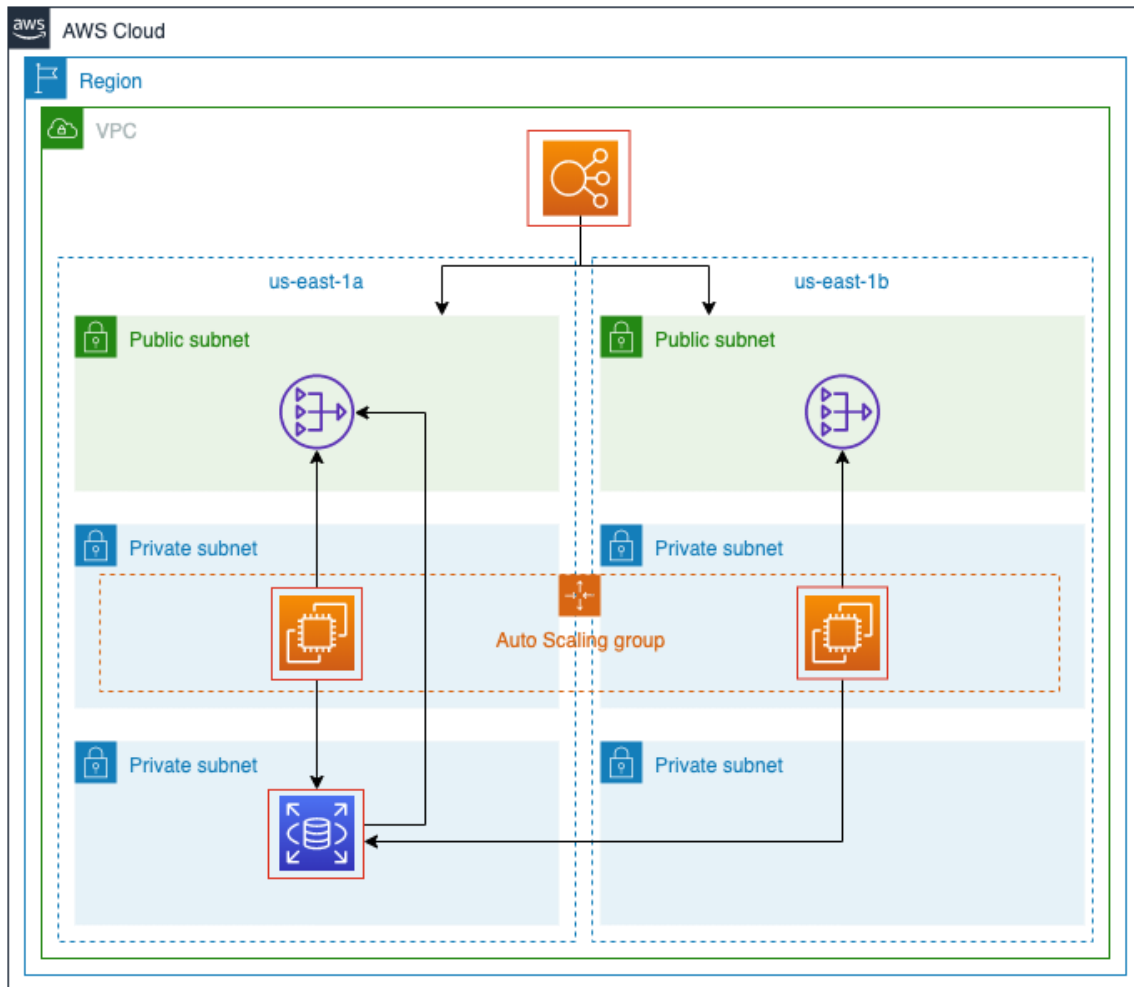 aws
AWS Cloud
Region
VPC
us-east-1a
us-east-1b
Public subnet
Public subnet
Private subnet
Private subnet
Auto Scaling group
Private subnet
Private subnet